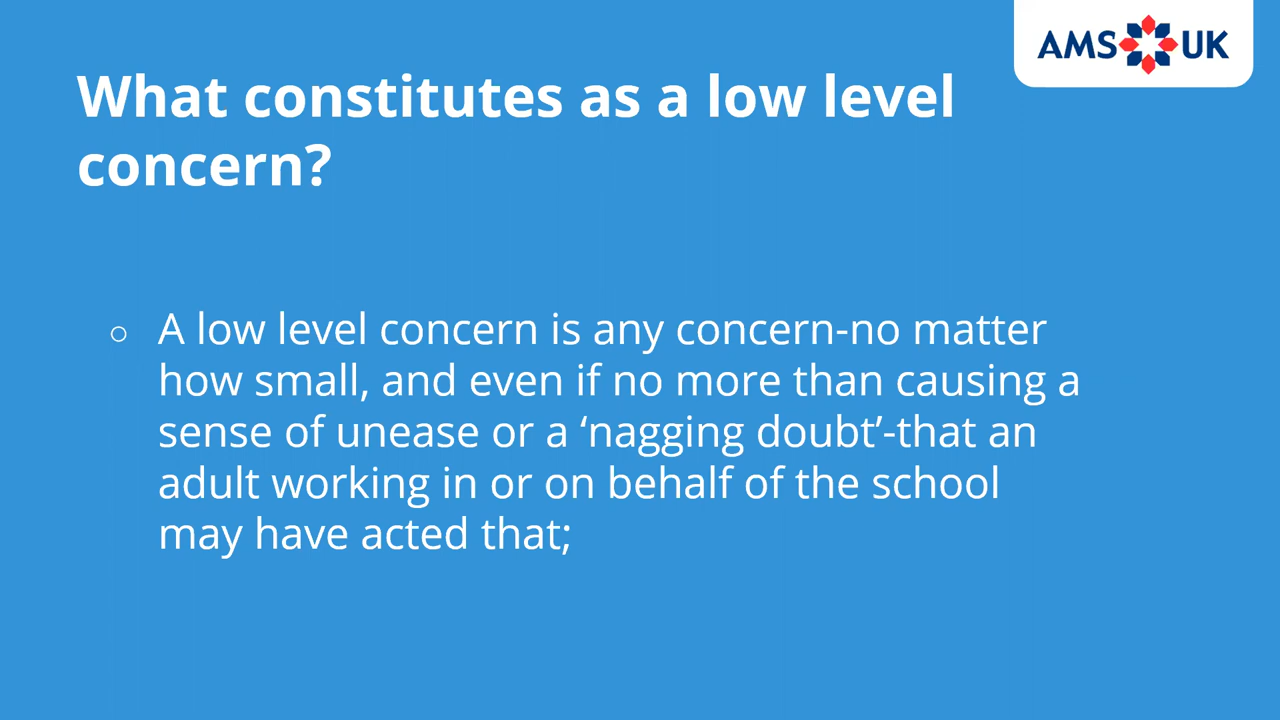 AMS UK
What constitutes as a low level
concern?
○ A low level concern is any concern-no matter
how small, and even if no more than causing a
sense of unease or a ‘nagging doubt’-that an
adult working in or on behalf of the school
may have acted that;